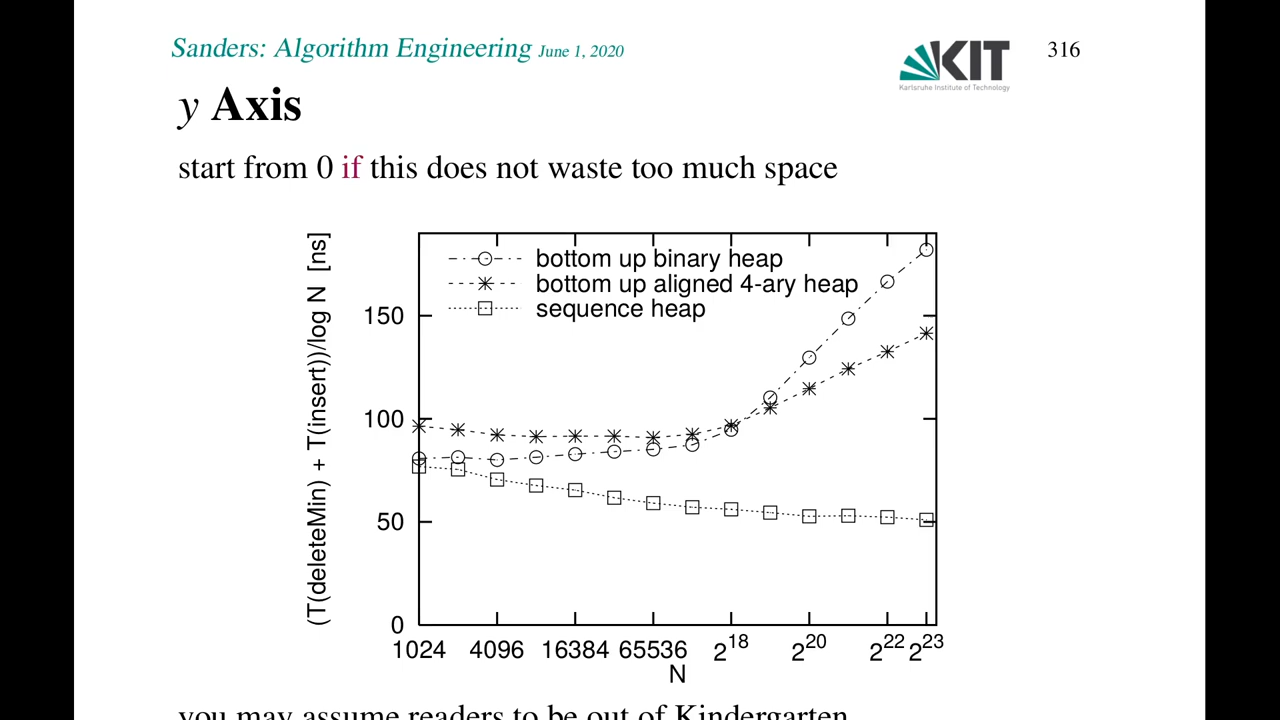 Sanders: Algorithm Engineering June 1, 2020
KIT
Karlsruhe Institute of Technology
316
y Axis
start from 0 if this does not waste too much space
(T(deleteMin) + T(insert))/log N [ns]
bottom up binary heap
bottom up aligned 4-ary heap
sequence heap
150
100
50
0
1024 4096 16384 65536 2^18 2^20 2^22 2^23
N
you may assume readers to be out of Kindergarten